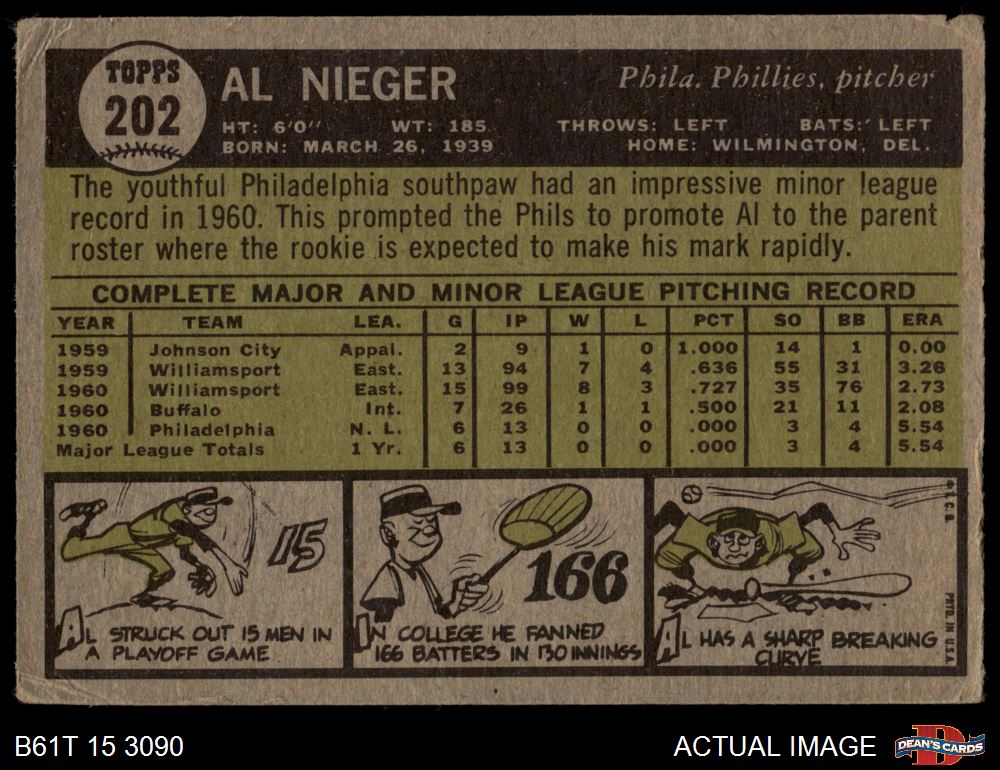 TOPPS
202
AL NIEGER
Phila. Phillies, pitcher
HT: 6'0" WT: 185 THROWS: LEFT BATS: LEFT
BORN: MARCH 26, 1939 HOME: WILMINGTON, DEL.
The youthful Philadelphia southpaw had an impressive minor league
record in 1960. This prompted the Phils to promote Al to the parent
roster where the rookie is expected to make his mark rapidly.
COMPLETE MAJOR AND MINOR LEAGUE PITCHING RECORD
YEAR TEAM LEA. G IP W L PCT SO BB ERA
1959 Johnson City Appal. 2 9 1 0 1.000 14 1 0.00
1959 Williamsport East. 13 94 7 4 .636 55 31 3.26
1960 Williamsport East. 15 99 8 3 .727 35 76 2.73
1960 Buffalo Int. 7 26 1 1 .500 21 11 2.08
1960 Philadelphia N. L. 6 13 0 0 .000 3 4 5.54
Major League Totals 1 Yr. 6 13 0 0 .000 3 4 5.54
15
AL STRUCK OUT 15 MEN IN
A PLAYOFF GAME
166
IN COLLEGE HE FANNED
166 BATTERS IN 130 INNINGS
AL HAS A SHARP BREAKING
CURVE
© T. C. G.
PRTD. IN U.S.A.
B61T 15 3090
ACTUAL IMAGE
D
DEAN'S CARDS